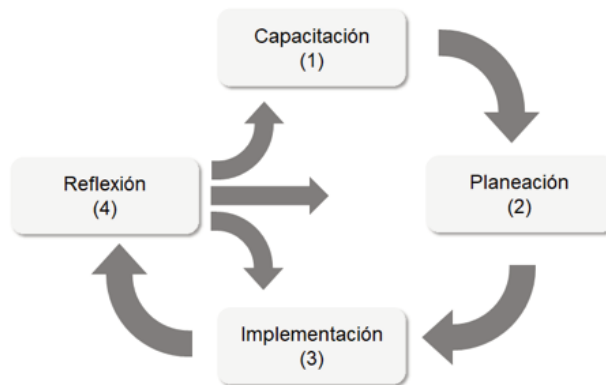 Capacitación
(1)
Reflexión
(4)
Planeación
(2)
Implementación
(3)